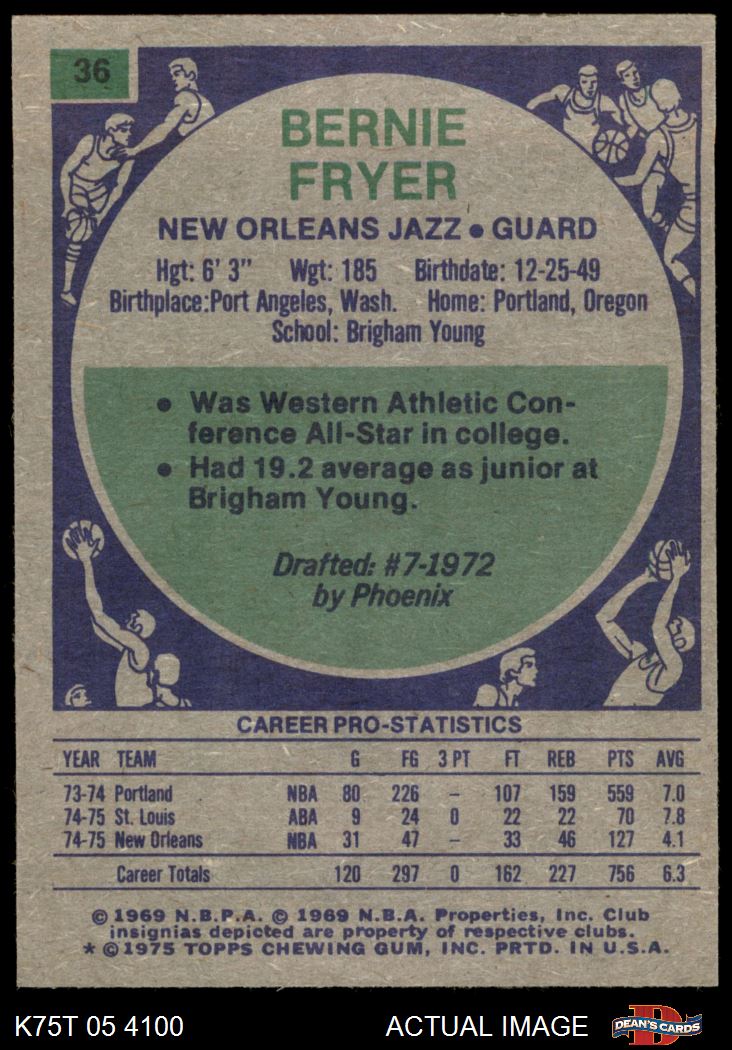 36
BERNIE
FRYER
NEW ORLEANS JAZZ • GUARD
Hgt: 6' 3" Wgt: 185 Birthdate: 12-25-49
Birthplace:Port Angeles, Wash. Home: Portland, Oregon
School: Brigham Young
• Was Western Athletic Con-
ference All-Star in college.
• Had 19.2 average as junior at
Brigham Young.
Drafted: #7-1972
by Phoenix
CAREER PRO-STATISTICS
YEAR TEAM G FG 3 PT FT REB PTS AVG
73-74 Portland NBA 80 226 – 107 159 559 7.0
74-75 St. Louis ABA 9 24 0 22 22 70 7.8
74-75 New Orleans NBA 31 47 – 33 46 127 4.1
Career Totals 120 297 0 162 227 756 6.3
© 1969 N.B.P.A. © 1969 N.B.A. Properties, Inc. Club
insignias depicted are property of respective clubs.
* © 1975 TOPPS CHEWING GUM, INC. PRTD. IN U.S.A.
K75T 05 4100 ACTUAL IMAGE D DEAN'S CARDS